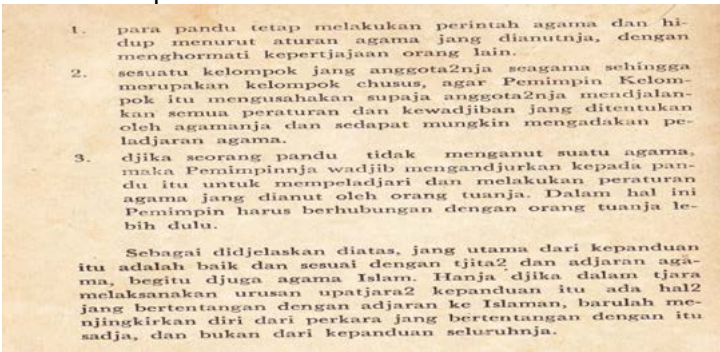 1. para pandu tetap melakukan perintah agama dan hi-
dup menurut aturan agama jang dianutnja, dengan
menghormati kepertjajaan orang lain.
2. sesuatu kelompok jang anggota2nja seagama sehingga
merupakan kelompok chusus, agar Pemimpin Kelom-
pok itu mengusahakan supaja anggota2nja mendjalan-
kan semua peraturan dan kewadjiban jang ditentukan
oleh agamanja dan sedapat mungkin mengadakan pe-
ladjaran agama.
3. djika seorang pandu tidak menganut suatu agama,
maka Pemimpinnja wadjib mengandjurkan kepada pan-
du itu untuk mempeladjari dan melakukan peraturan
agama jang dianut oleh orang tuanja. Dalam hal ini
Pemimpin harus berhubungan dengan orang tuanja le-
bih dulu.
Sebagai didjelaskan diatas, jang utama dari kepanduan
itu adalah baik dan sesuai dengan tjita2 dan adjaran aga-
ma, begitu djuga agama Islam. Hanja djika dalam tjara
melaksanakan urusan upatjara2 kepanduan itu ada hal2
jang bertentangan dengan adjaran ke Islaman, barulah me-
njingkirkan diri dari perkara jang bertentangan dengan itu
sadja, dan bukan dari kepanduan seluruhnja.